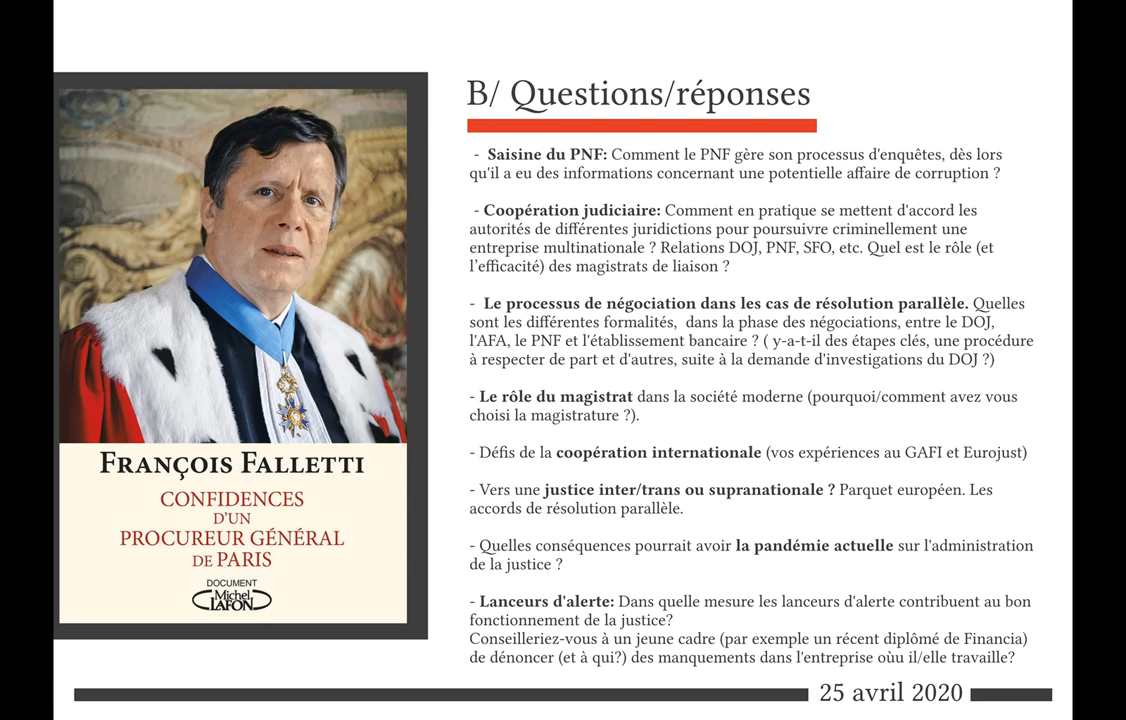 B/ Questions/réponses
- Saisine du PNF: Comment le PNF gère son processus d'enquêtes, dès lors
qu'il a eu des informations concernant une potentielle affaire de corruption ?
- Coopération judiciaire: Comment en pratique se mettent d'accord les
autorités de différentes juridictions pour poursuivre criminellement une
entreprise multinationale ? Relations DOJ, PNF, SFO, etc. Quel est le rôle (et
l'efficacité) des magistrats de liaison ?
- Le processus de négociation dans les cas de résolution parallèle. Quelles
sont les différentes formalités, dans la phase des négociations, entre le DOJ,
l'AFA, le PNF et l'établissement bancaire ? ( y-a-t-il des étapes clés, une procédure
à respecter de part et d'autres, suite à la demande d'investigations du DOJ ?)
- Le rôle du magistrat dans la société moderne (pourquoi/comment avez vous
choisi la magistrature ?).
- Défis de la coopération internationale (vos expériences au GAFI et Eurojust)
- Vers une justice inter/trans ou supranationale ? Parquet européen. Les
accords de résolution parallèle.
- Quelles conséquences pourrait avoir la pandémie actuelle sur l'administration
de la justice ?
- Lanceurs d'alerte: Dans quelle mesure les lanceurs d'alerte contribuent au bon
fonctionnement de la justice?
Conseilleriez-vous à un jeune cadre (par exemple un récent diplômé de Financia)
de dénoncer (et à qui?) des manquements dans l'entreprise oùu il/elle travaille?
FRANÇOIS FALLETTI
CONFIDENCES
D'UN
PROCUREUR GÉNÉRAL
DE PARIS
DOCUMENT
Michel
LAFON
25 avril 2020